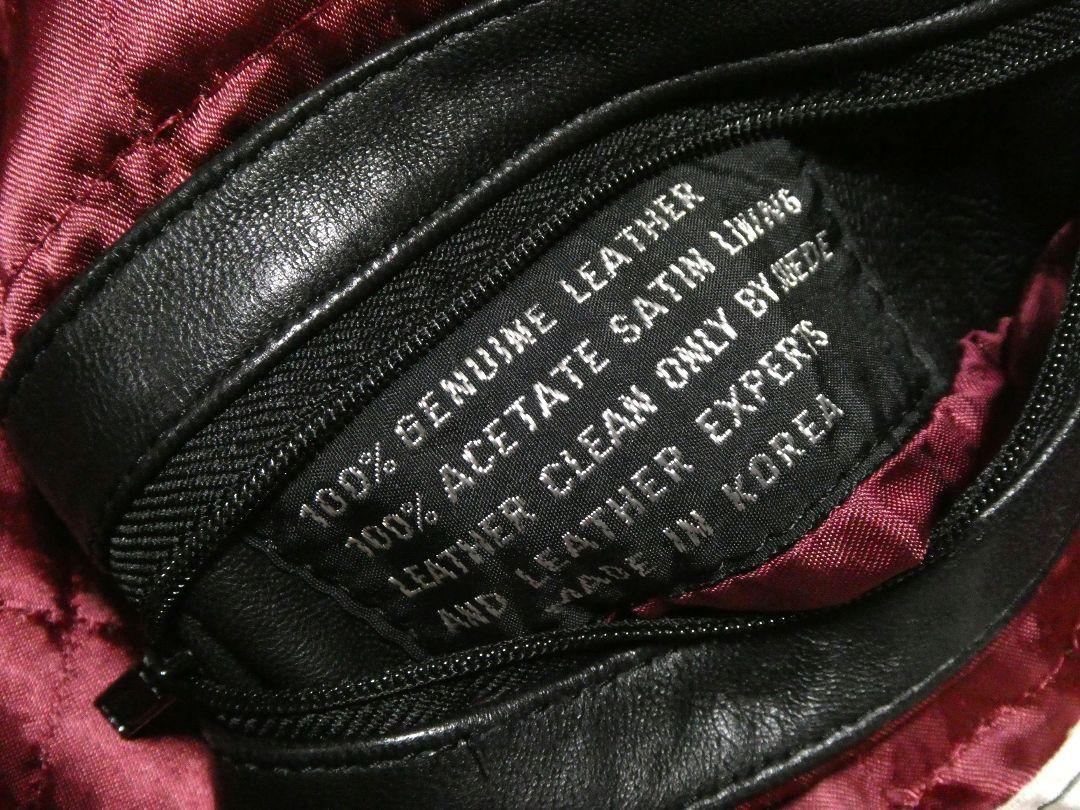 100% GENUINE LEATHER
100% ACETATE SATIN LINING
LEATHER CLEAN ONLY BY SUEDE
AND LEATHER EXPERTS
MADE IN KOREA